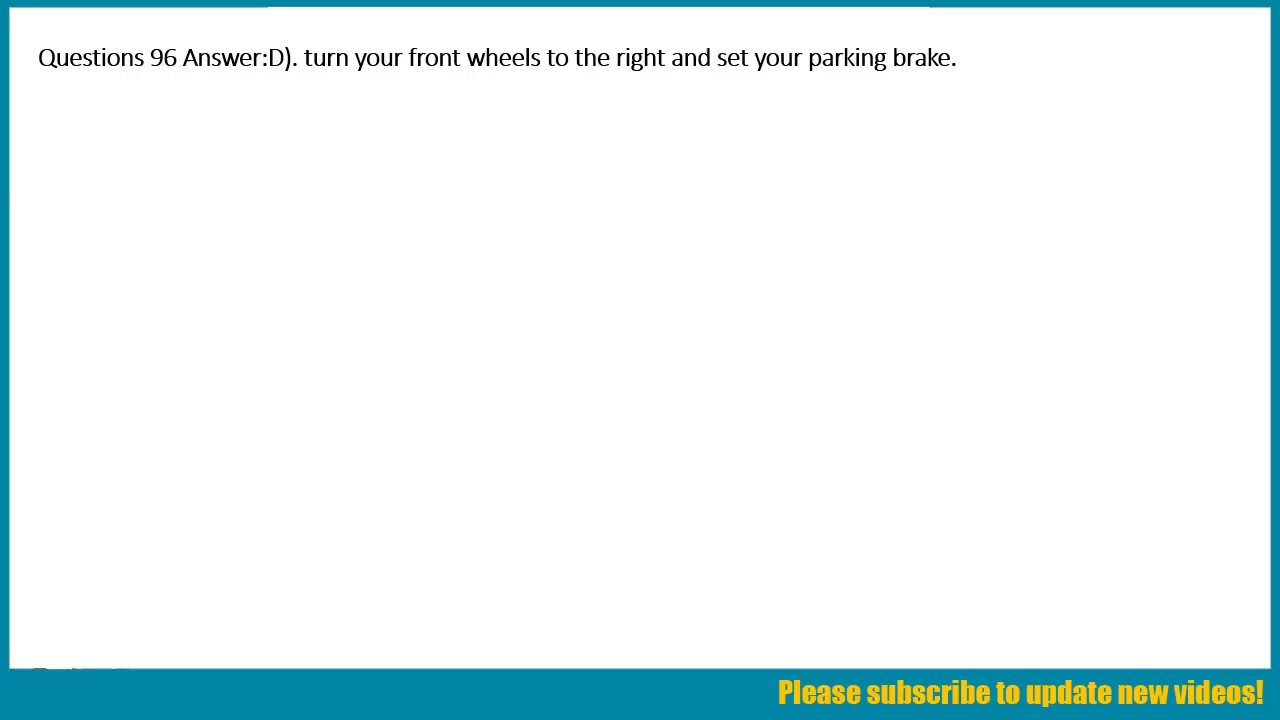 Questions 96 Answer:D). turn your front wheels to the right and set your parking brake.
Please subscribe to update new videos!